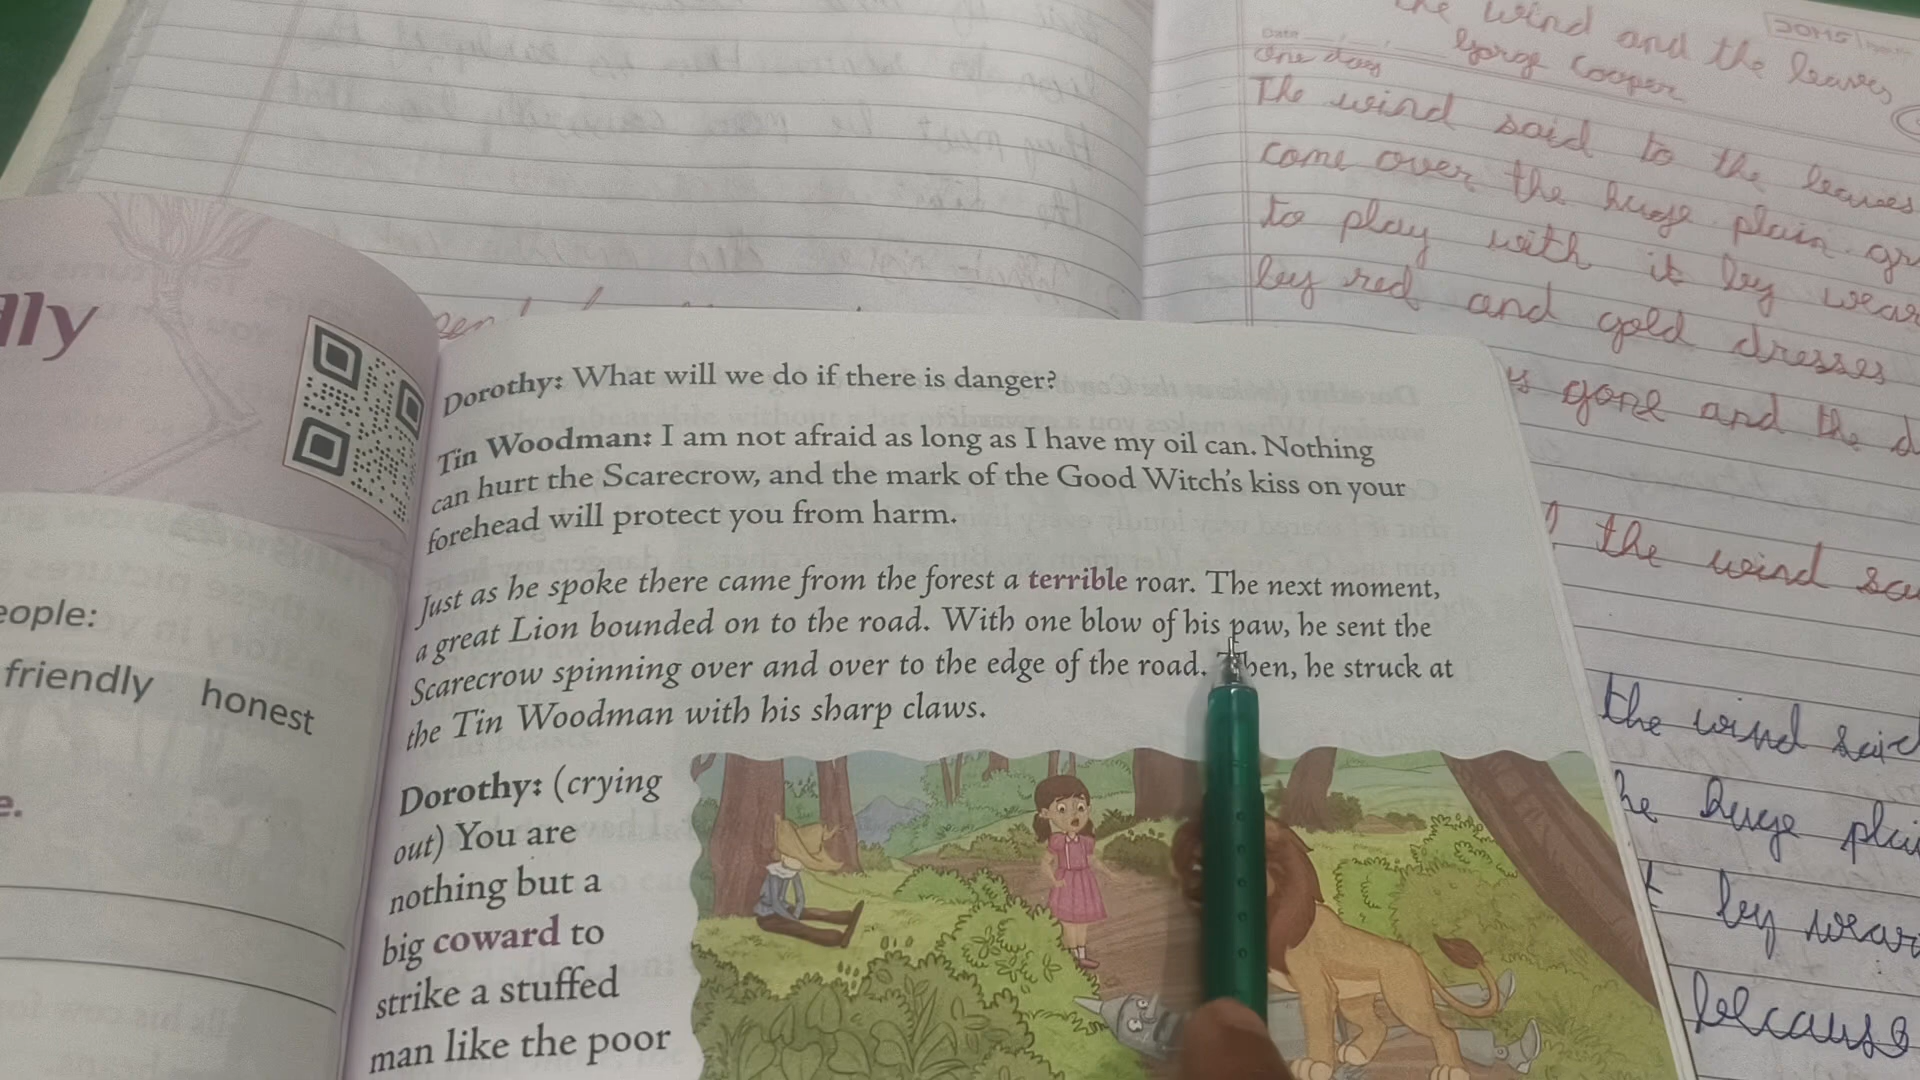 lly
eople:
friendly honest
e.
Dorothy: What will we do if there is danger?
Tin Woodman: I am not afraid as long as I have my oil can. Nothing
can hurt the Scarecrow, and the mark of the Good Witch's kiss on your
forehead will protect you from harm.
Just as he spoke there came from the forest a terrible roar. The next moment,
a great Lion bounded on to the road. With one blow of his paw, he sent the
Scarecrow spinning over and over to the edge of the road. Then, he struck at
the Tin Woodman with his sharp claws.
Dorothy: (crying
out) You are
nothing but a
big coward to
strike a stuffed
man like the poor
the wind and the leaves
Date
Gorge Cooper
one day
The wind said to the leaves
come over the huge plain
to play with it by wear
by red and gold dresses
gone and the d
the wind sa
the wind said
he huge plai
by wear
because